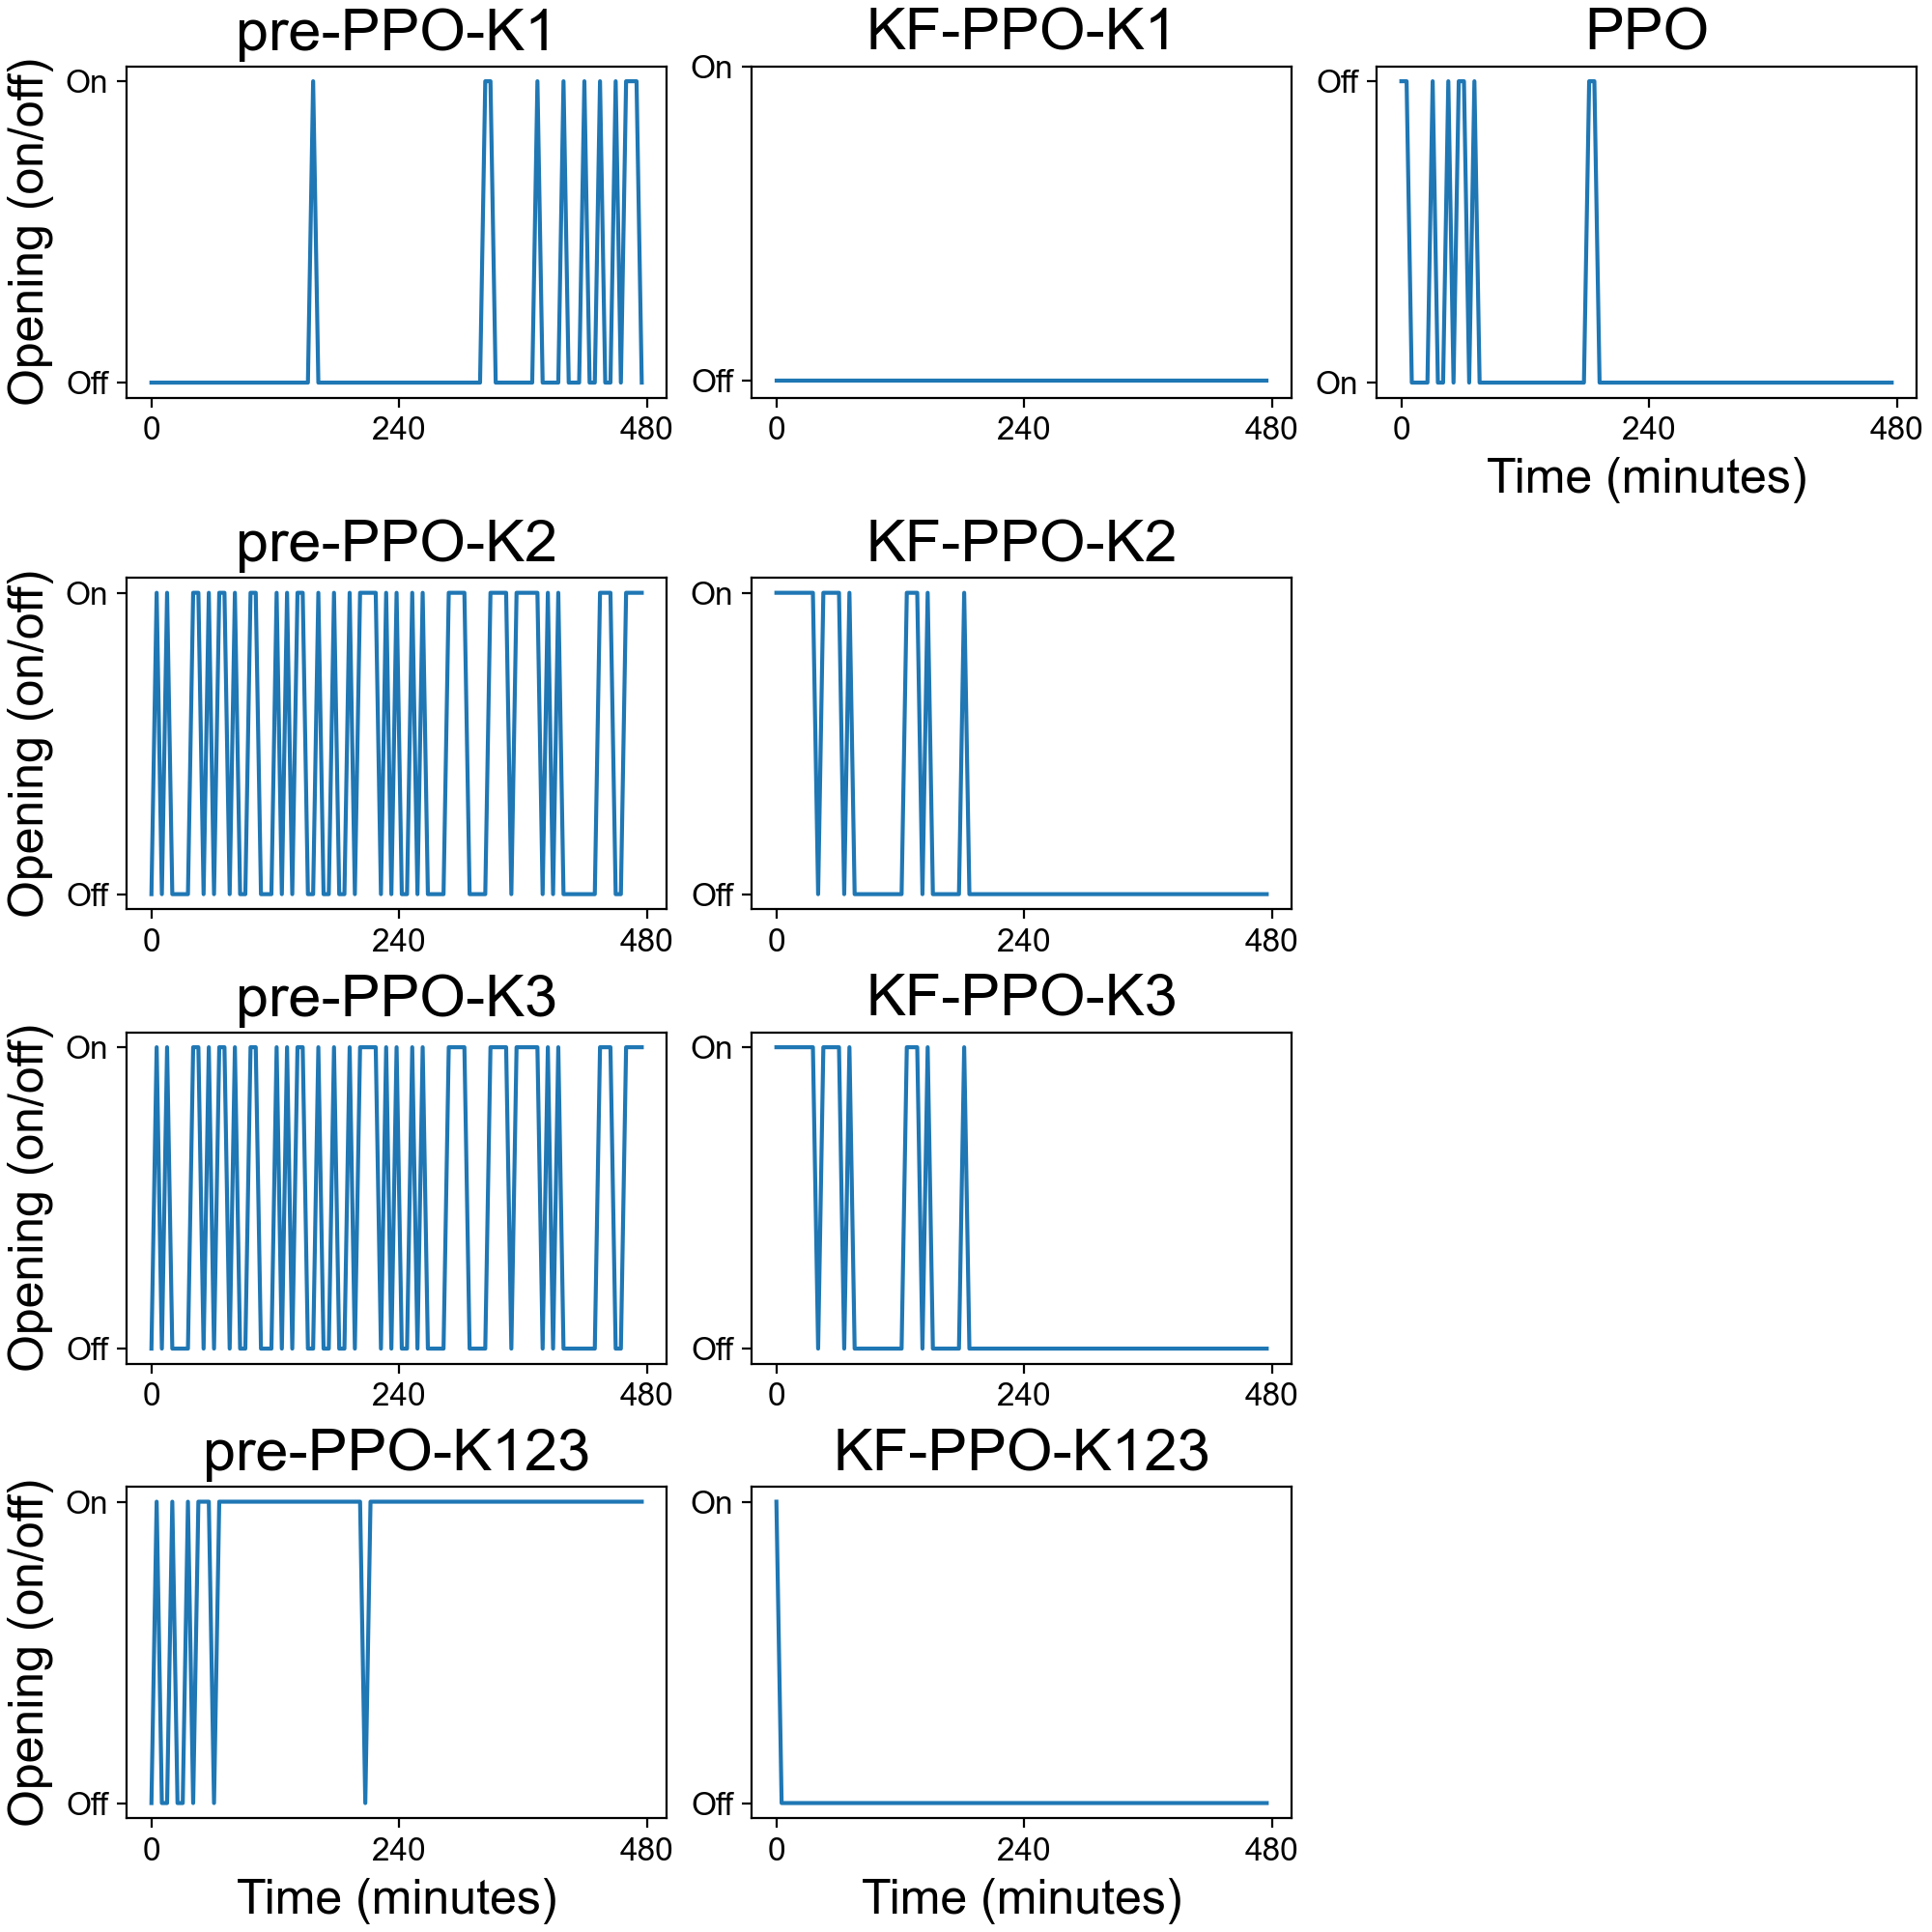 pre-PPO-K1
KF-PPO-K1
PPO
Opening (on/off)
On
Off
0
240
480
On
Off
0
240
480
Off
On
0
240
480
Time (minutes)
pre-PPO-K2
KF-PPO-K2
Opening (on/off)
On
Off
0
240
480
On
Off
0
240
480
pre-PPO-K3
KF-PPO-K3
Opening (on/off)
On
Off
0
240
480
On
Off
0
240
480
pre-PPO-K123
KF-PPO-K123
Opening (on/off)
On
Off
0
240
480
Time (minutes)
On
Off
0
240
480
Time (minutes)